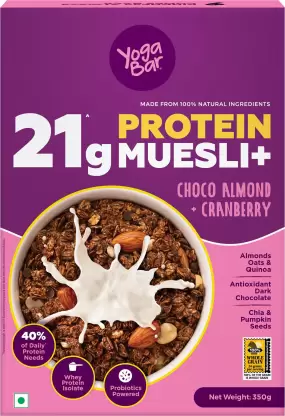 Yoga
Bar
MADE FROM 100% NATURAL INGREDIENTS
21g^ PROTEIN
MUESLI+
CHOCO ALMOND
+ CRANBERRY
Almonds
Oats &
Quinoa
Antioxidant
Dark
Chocolate
Chia &
Pumpkin
Seeds
40%
of Daily*
Protein
Needs
Whey
Protein
Isolate
Probiotics
Powered
WHOLE
GRAIN
Net Weight: 350g